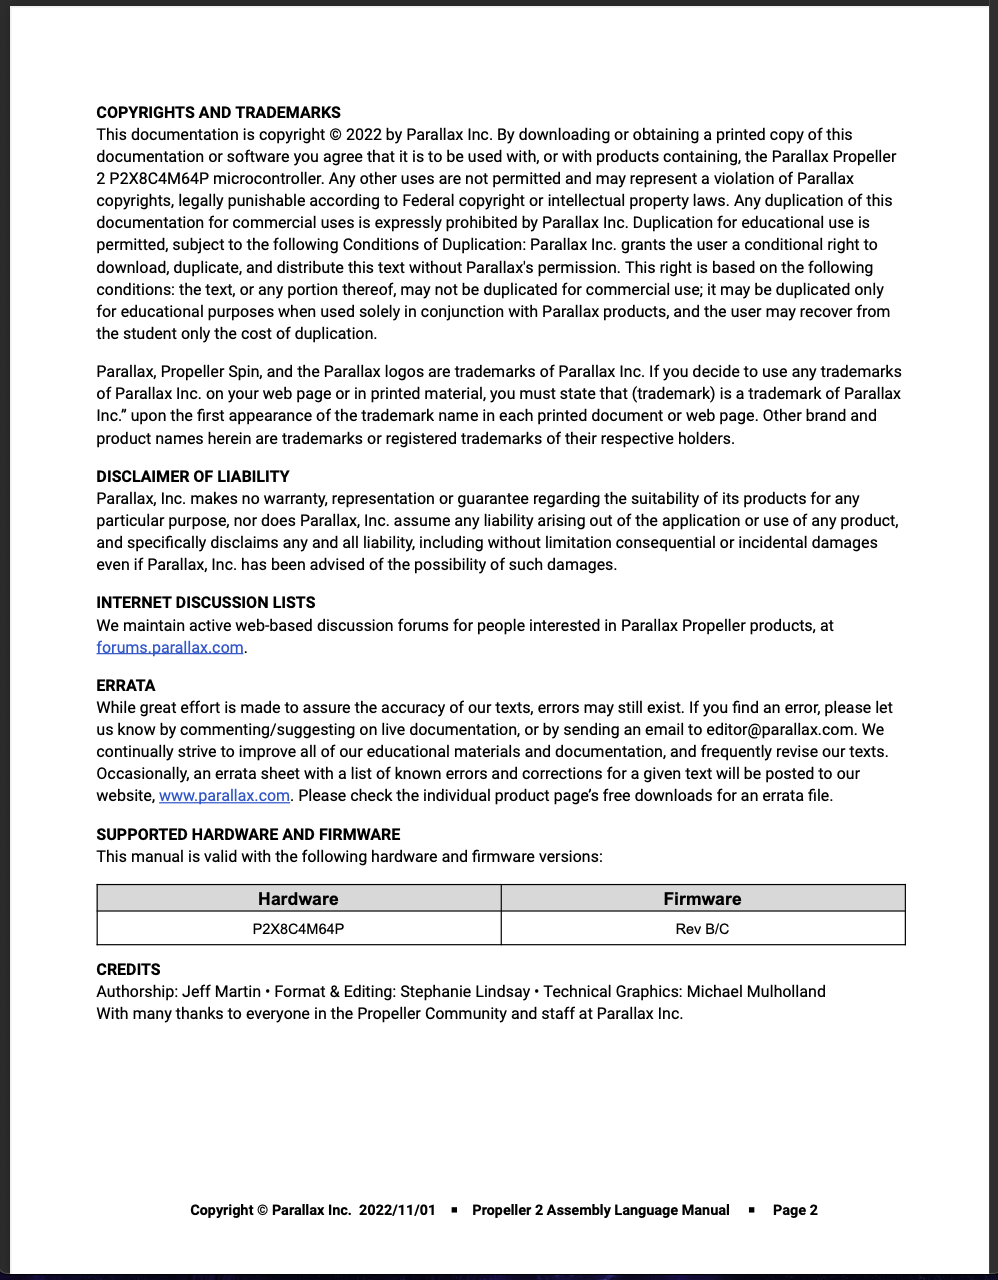 COPYRIGHTS AND TRADEMARKS
This documentation is copyright © 2022 by Parallax Inc. By downloading or obtaining a printed copy of this
documentation or software you agree that it is to be used with, or with products containing, the Parallax Propeller
2 P2X8C4M64P microcontroller. Any other uses are not permitted and may represent a violation of Parallax
copyrights, legally punishable according to Federal copyright or intellectual property laws. Any duplication of this
documentation for commercial uses is expressly prohibited by Parallax Inc. Duplication for educational use is
permitted, subject to the following Conditions of Duplication: Parallax Inc. grants the user a conditional right to
download, duplicate, and distribute this text without Parallax's permission. This right is based on the following
conditions: the text, or any portion thereof, may not be duplicated for commercial use; it may be duplicated only
for educational purposes when used solely in conjunction with Parallax products, and the user may recover from
the student only the cost of duplication.
Parallax, Propeller Spin, and the Parallax logos are trademarks of Parallax Inc. If you decide to use any trademarks
of Parallax Inc. on your web page or in printed material, you must state that (trademark) is a trademark of Parallax
Inc.” upon the first appearance of the trademark name in each printed document or web page. Other brand and
product names herein are trademarks or registered trademarks of their respective holders.
DISCLAIMER OF LIABILITY
Parallax, Inc. makes no warranty, representation or guarantee regarding the suitability of its products for any
particular purpose, nor does Parallax, Inc. assume any liability arising out of the application or use of any product,
and specifically disclaims any and all liability, including without limitation consequential or incidental damages
even if Parallax, Inc. has been advised of the possibility of such damages.
INTERNET DISCUSSION LISTS
We maintain active web-based discussion forums for people interested in Parallax Propeller products, at
forums.parallax.com.
ERRATA
While great effort is made to assure the accuracy of our texts, errors may still exist. If you find an error, please let
us know by commenting/suggesting on live documentation, or by sending an email to editor@parallax.com. We
continually strive to improve all of our educational materials and documentation, and frequently revise our texts.
Occasionally, an errata sheet with a list of known errors and corrections for a given text will be posted to our
website, www.parallax.com. Please check the individual product page’s free downloads for an errata file.
SUPPORTED HARDWARE AND FIRMWARE
This manual is valid with the following hardware and firmware versions:
Hardware Firmware
P2X8C4M64P Rev B/C
CREDITS
Authorship: Jeff Martin • Format & Editing: Stephanie Lindsay • Technical Graphics: Michael Mulholland
With many thanks to everyone in the Propeller Community and staff at Parallax Inc.
Copyright © Parallax Inc. 2022/11/01 ▪ Propeller 2 Assembly Language Manual ▪ Page 2